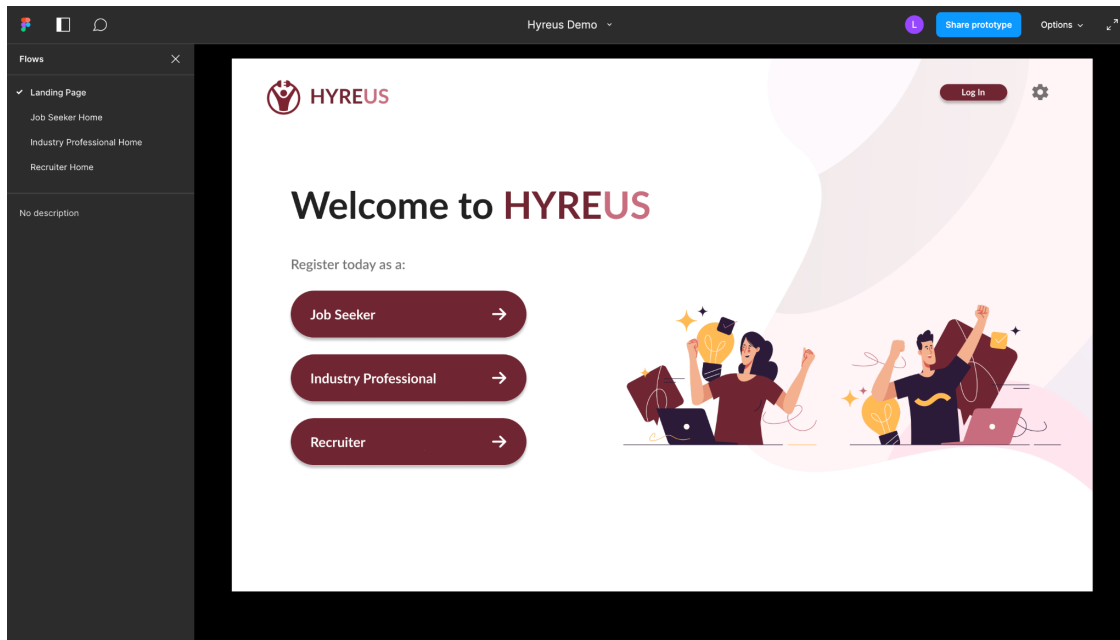 Hyreus Demo
L
Share prototype
Options
Flows
Landing Page
Job Seeker Home
Industry Professional Home
Recruiter Home
No description
HYREUS
Log In
Welcome to HYREUS
Register today as a:
Job Seeker
Industry Professional
Recruiter